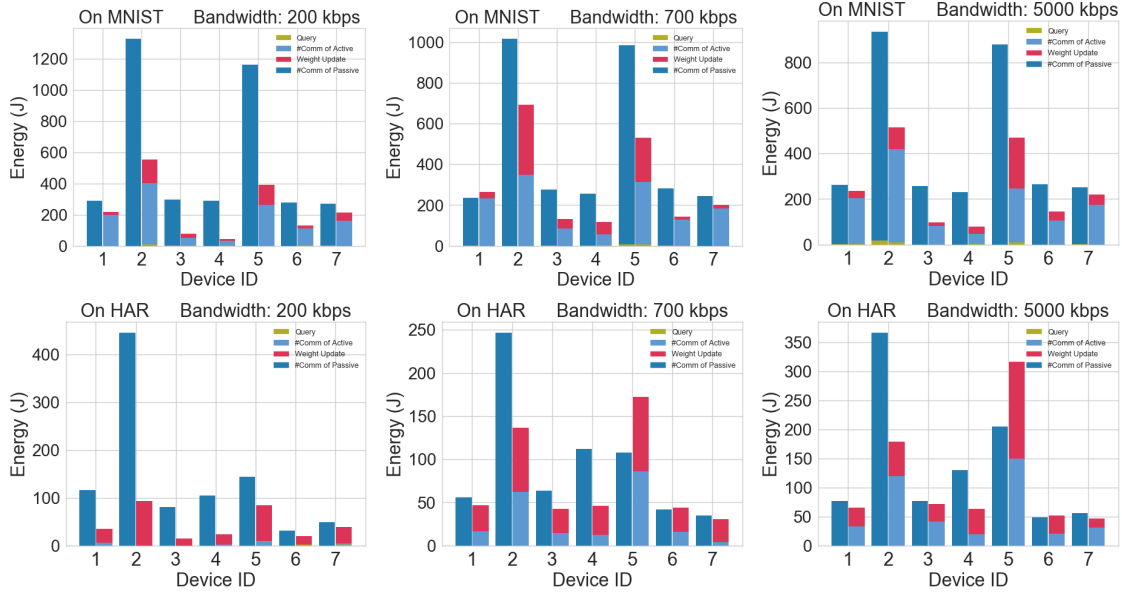 On MNIST Bandwidth: 200 kbps
Energy (J)
1200
1000
800
600
400
200
0
Query
#Comm of Active
Weight Update
#Comm of Passive
1 2 3 4 5 6 7
Device ID
On MNIST Bandwidth: 700 kbps
Energy (J)
1000
800
600
400
200
0
Query
#Comm of Active
Weight Update
#Comm of Passive
1 2 3 4 5 6 7
Device ID
On MNIST Bandwidth: 5000 kbps
Energy (J)
800
600
400
200
0
Query
#Comm of Active
Weight Update
#Comm of Passive
1 2 3 4 5 6 7
Device ID
On HAR Bandwidth: 200 kbps
Energy (J)
400
300
200
100
0
Query
#Comm of Active
Weight Update
#Comm of Passive
1 2 3 4 5 6 7
Device ID
On HAR Bandwidth: 700 kbps
Energy (J)
250
200
150
100
50
0
Query
#Comm of Active
Weight Update
#Comm of Passive
1 2 3 4 5 6 7
Device ID
On HAR Bandwidth: 5000 kbps
Energy (J)
350
300
250
200
150
100
50
0
Query
#Comm of Active
Weight Update
#Comm of Passive
1 2 3 4 5 6 7
Device ID